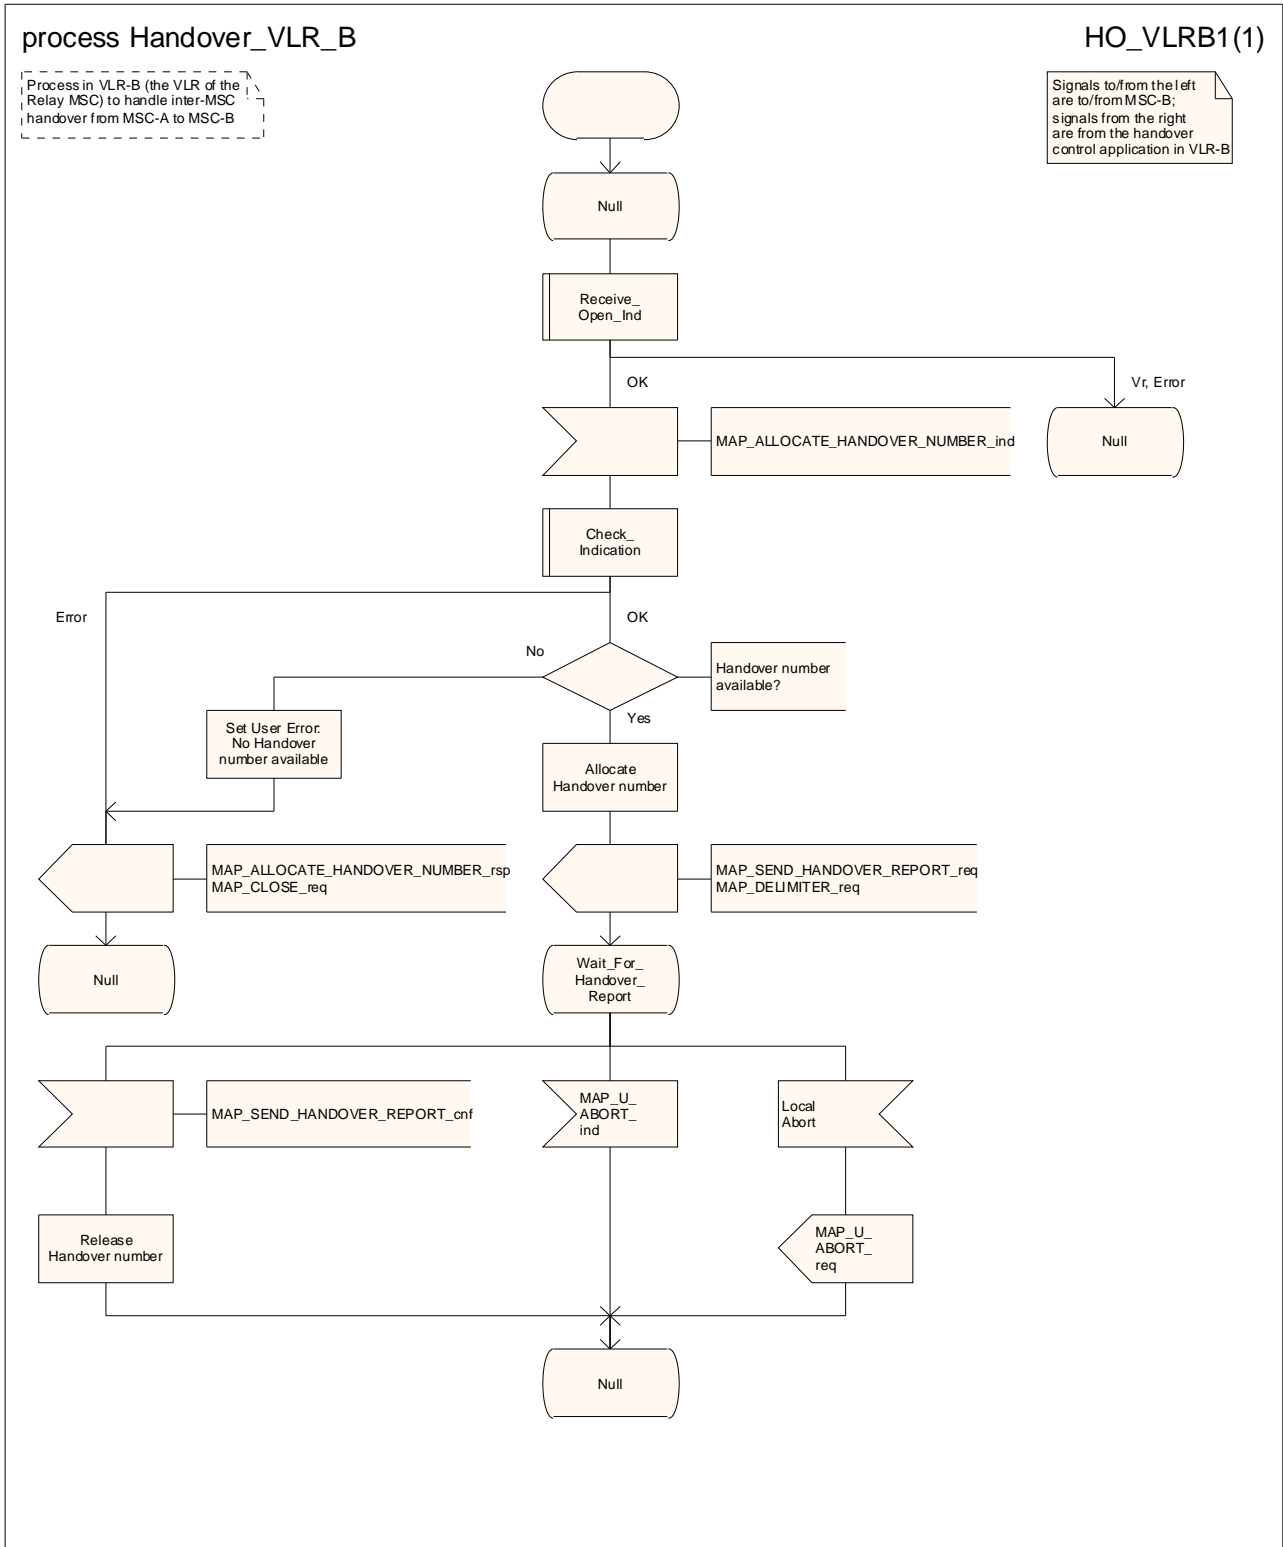 process Handover_VLR_B
HO_VLRB1(1)
Process in VLR-B (the VLR of the
Relay MSC) to handle inter-MSC
handover from MSC-A to MSC-B
Signals to/from the left
are to/from MSC-B;
signals from the right
are from the handover
control application in VLR-B
Null
Receive_
Open_Ind
OK
Vr, Error
MAP_ALLOCATE_HANDOVER_NUMBER_ind
Null
Check_
Indication
Error
OK
No
Handover number
available?
Yes
Set User Error:
No Handover
number available
Allocate
Handover number
MAP_ALLOCATE_HANDOVER_NUMBER_rsp
MAP_CLOSE_req
MAP_SEND_HANDOVER_REPORT_req
MAP_DELIMITER_req
Null
Wait_For_
Handover_
Report
MAP_SEND_HANDOVER_REPORT_cnf
MAP_U_
ABORT_
ind
Local
Abort
Release
Handover number
MAP_U_
ABORT_
req
Null